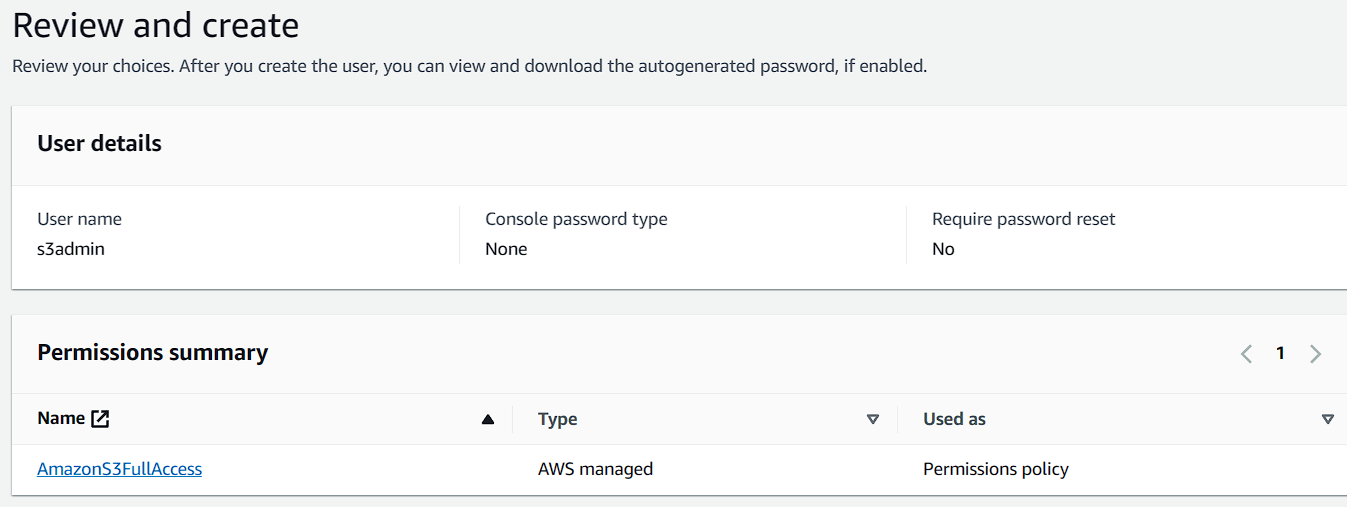 Review and create
Review your choices. After you create the user, you can view and download the autogenerated password, if enabled.
User details
User name
Console password type
Require password reset
s3admin
None
No
Permissions summary
1
Name
Type
Used as
AmazonS3FullAccess
AWS managed
Permissions policy